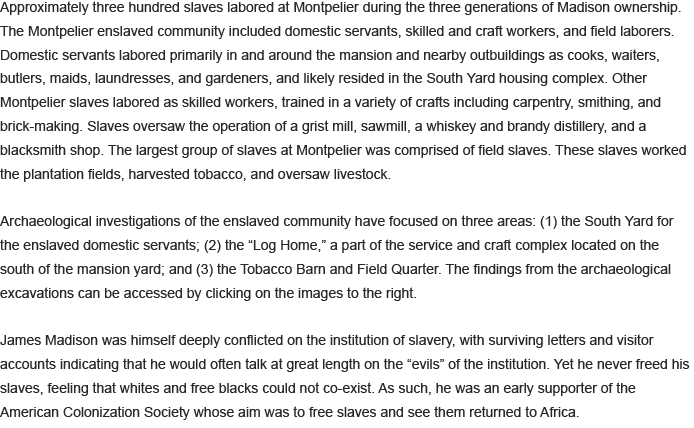 Approximately three hundred slaves labored at Montpelier during the three generations of Madison ownership.
The Montpelier enslaved community included domestic servants, skilled and craft workers, and field laborers.
Domestic servants labored primarily in and around the mansion and nearby outbuildings as cooks, waiters,
butlers, maids, laundresses, and gardeners, and likely resided in the South Yard housing complex. Other
Montpelier slaves labored as skilled workers, trained in a variety of crafts including carpentry, smithing, and
brick-making. Slaves oversaw the operation of a grist mill, sawmill, a whiskey and brandy distillery, and a
blacksmith shop. The largest group of slaves at Montpelier was comprised of field slaves. These slaves worked
the plantation fields, harvested tobacco, and oversaw livestock.

Archaeological investigations of the enslaved community have focused on three areas: (1) the South Yard for
the enslaved domestic servants; (2) the “Log Home,” a part of the service and craft complex located on the
south of the mansion yard; and (3) the Tobacco Barn and Field Quarter. The findings from the archaeological
excavations can be accessed by clicking on the images to the right.

James Madison was himself deeply conflicted on the institution of slavery, with surviving letters and visitor
accounts indicating that he would often talk at great length on the “evils” of the institution. Yet he never freed his
slaves, feeling that whites and free blacks could not co-exist. As such, he was an early supporter of the
American Colonization Society whose aim was to free slaves and see them returned to Africa.